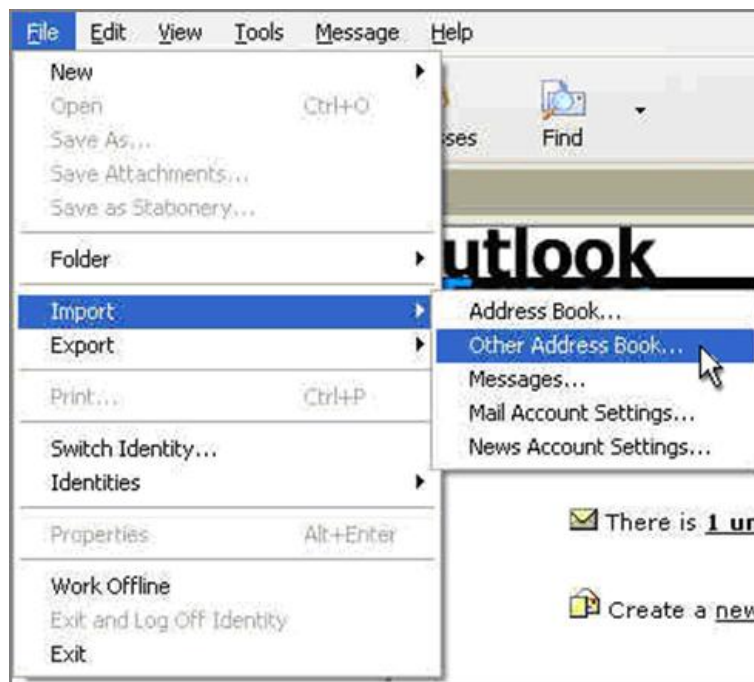 File Edit View Tools Message Help
New
Open Ctrl+O
Save As...
Save Attachments...
Save as Stationery...
Folder
Import
Export
Print... Ctrl+P
Switch Identity...
Identities
Properties Alt+Enter
Work Offline
Exit and Log Off Identity
Exit
sses Find
utlook
Address Book...
Other Address Book...
Messages...
Mail Account Settings...
News Account Settings...
There is 1 un
Create a new